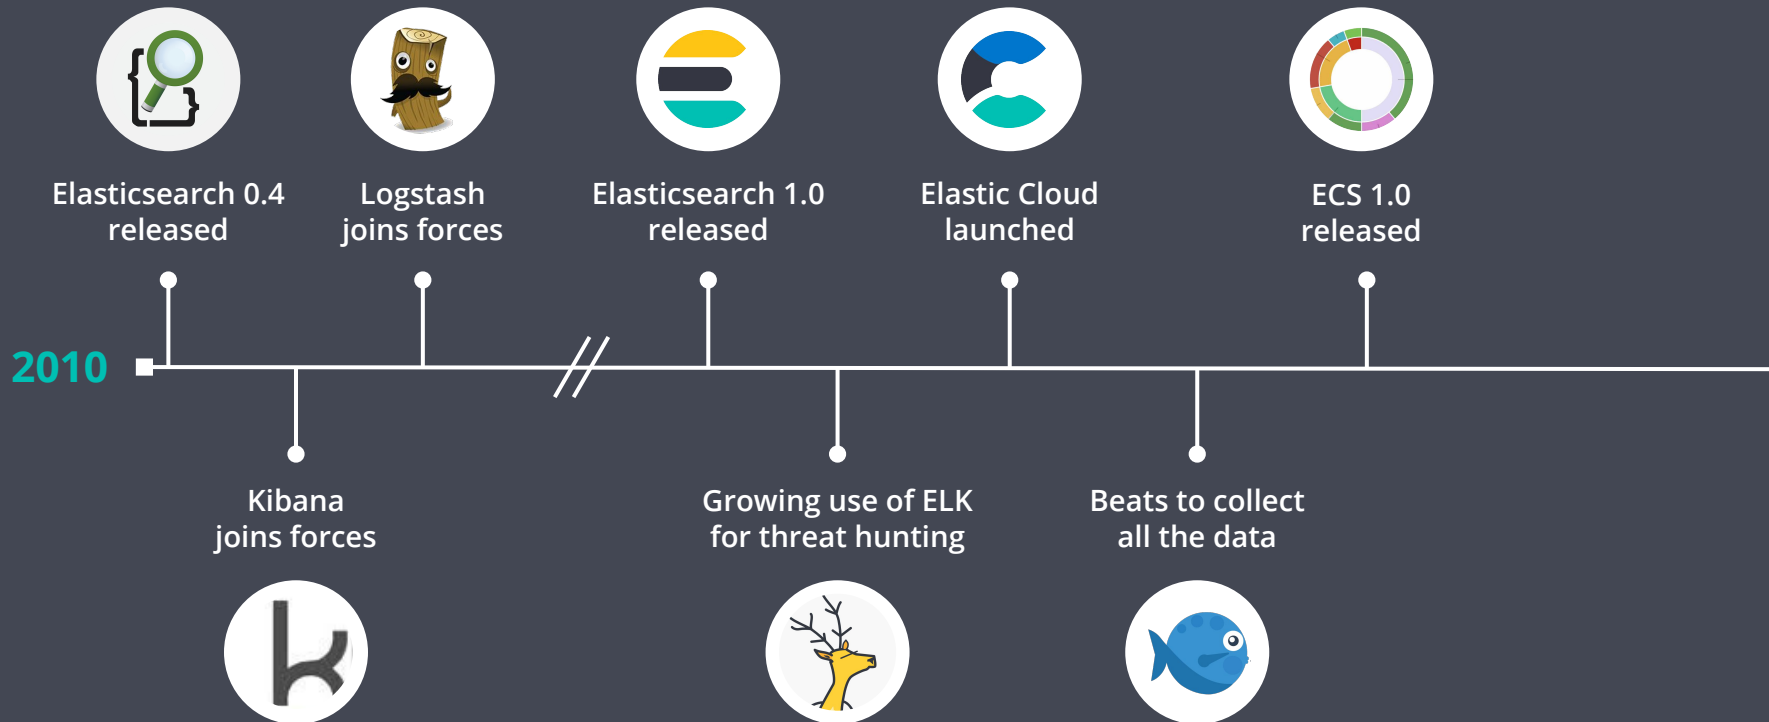 Elasticsearch 0.4
released
Logstash
joins forces
Elasticsearch 1.0
released
Elastic Cloud
launched
ECS 1.0
released
2010
Kibana
joins forces
Growing use of ELK
for threat hunting
Beats to collect
all the data